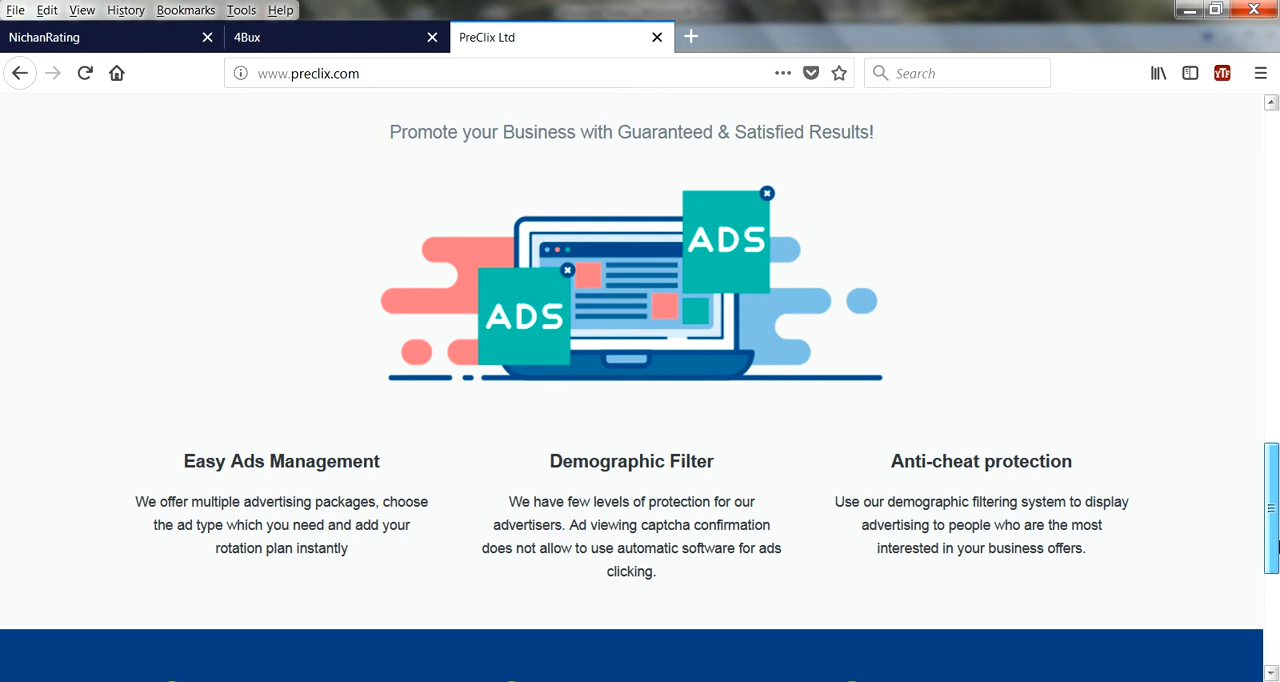 File Edit View History Bookmarks Tools Help
NichanRating 4Bux PreClix Ltd
www.preclix.com Search YTF
Promote your Business with Guaranteed & Satisfied Results!
ADS
ADS
Easy Ads Management
We offer multiple advertising packages, choose
the ad type which you need and add your
rotation plan instantly
Demographic Filter
We have few levels of protection for our
advertisers. Ad viewing captcha confirmation
does not allow to use automatic software for ads
clicking.
Anti-cheat protection
Use our demographic filtering system to display
advertising to people who are the most
interested in your business offers.